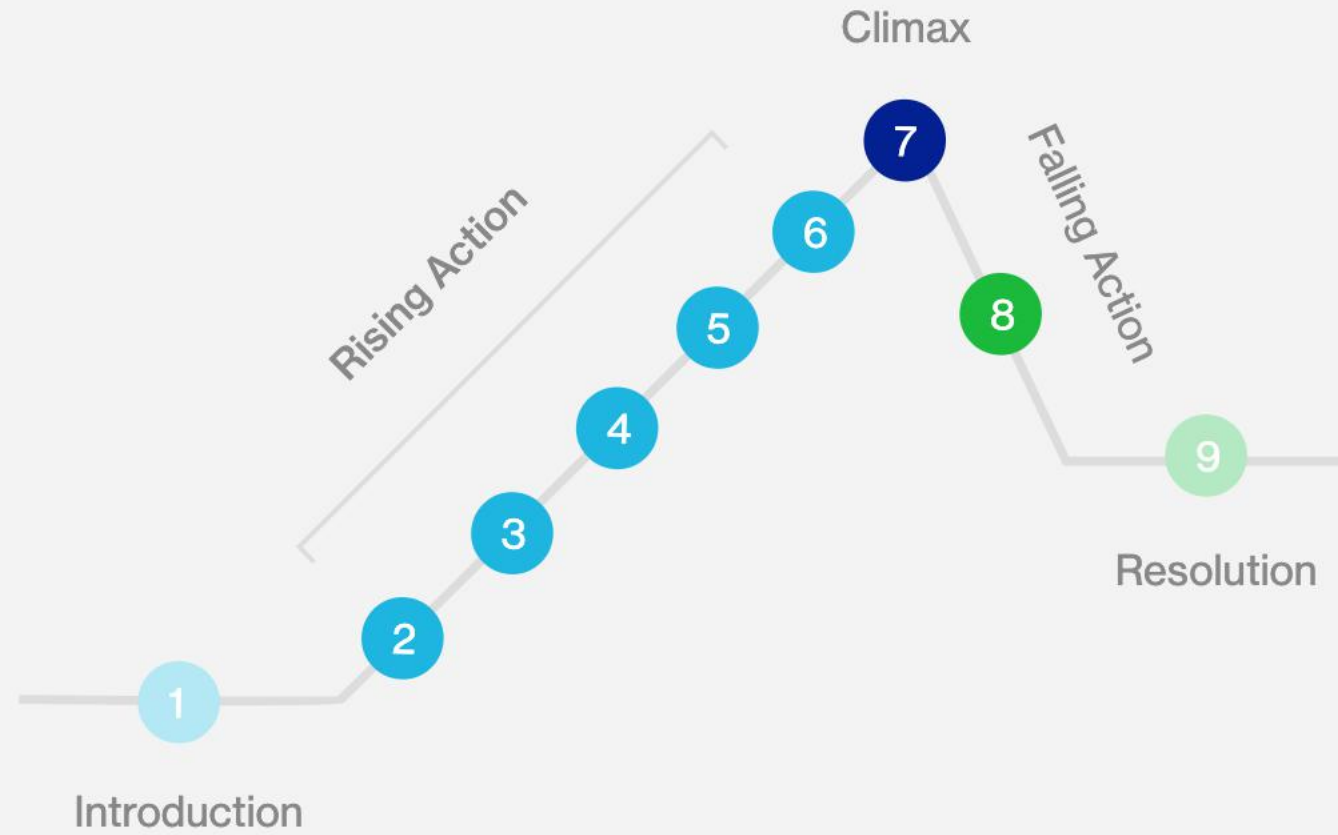 Climax
7
Falling Action
Rising Action
6
8
5
4
9
3
Resolution
2
1
Introduction